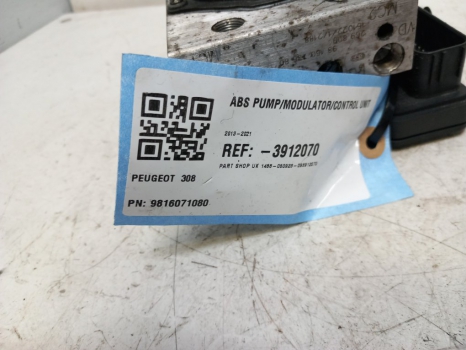 ABS PUMP/MODULATOR/CONTROL UNIT
2013-2021
REF: -3912070
PEUGEOT 308
PN: 9816071080